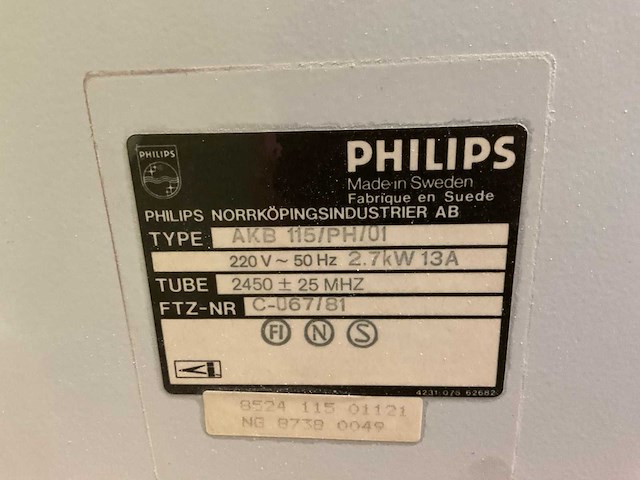 PHILIPS
PHILIPS
Made in Sweden
Fabriqué en Suede
PHILIPS NORRKÖPINGSINDUSTRIER AB
TYPE AKB 115/PH/01
220 V ~ 50 Hz 2.7kW 13A
TUBE 2450 ± 25 MHZ
FTZ-NR C-067/81
FI N S
4231 076 62682
8524 115 01121
NG 8738 0049